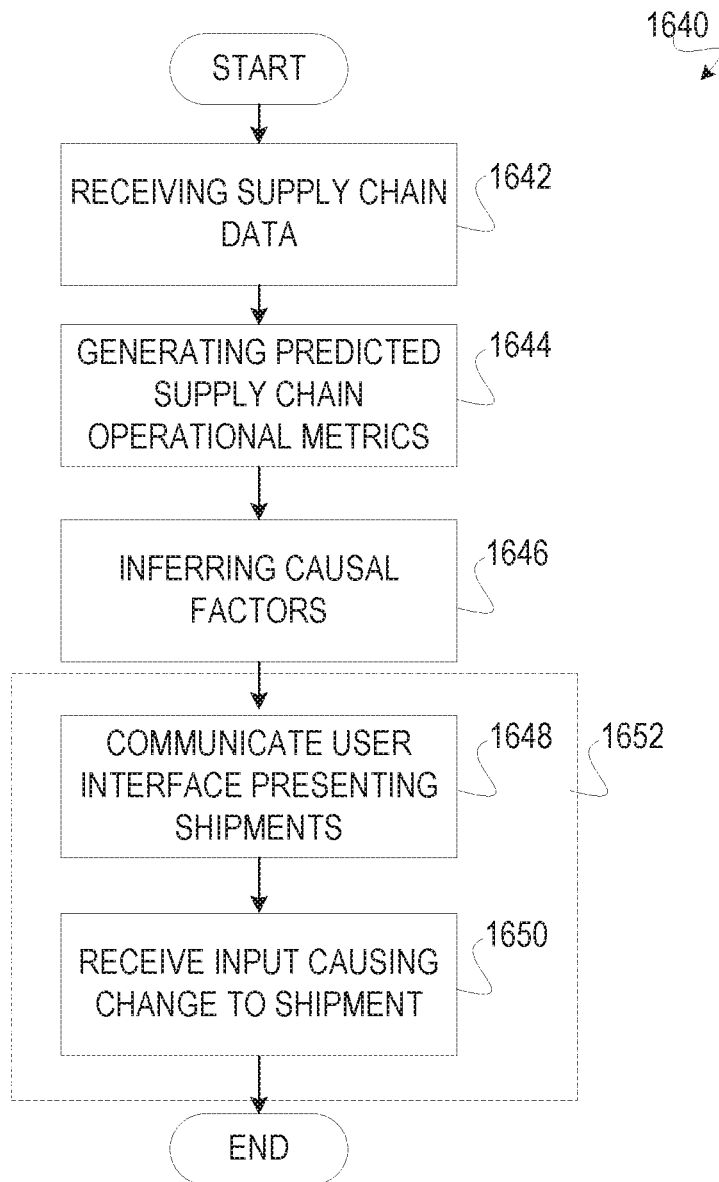 1640
START
RECEIVING SUPPLY CHAIN
DATA
1642
GENERATING PREDICTED
SUPPLY CHAIN
OPERATIONAL METRICS
1644
INFERRING CAUSAL
FACTORS
1646
COMMUNICATE USER
INTERFACE PRESENTING
SHIPMENTS
1648
1652
RECEIVE INPUT CAUSING
CHANGE TO SHIPMENT
1650
END